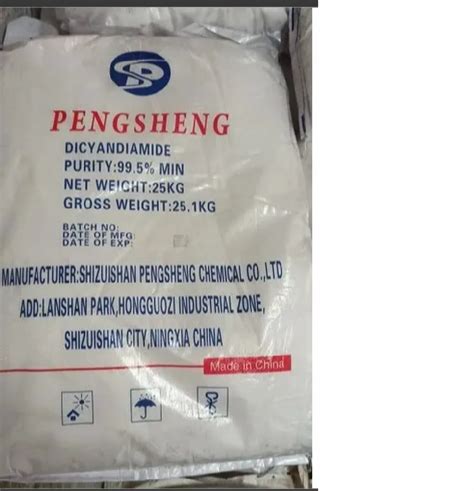 PENGSHENG
DICYANDIAMIDE
PURITY:99.5% MIN
NET WEIGHT:25KG
GROSS WEIGHT:25.1KG
BATCH NO:
DATE OF MFG:
DATE OF EXP:
MANUFACTURER:SHIZUISHAN PENGSHENG CHEMICAL CO.,LTD
ADD:LANSHAN PARK,HONGGUOZI INDUSTRIAL ZONE,
SHIZUISHAN CITY,NINGXIA CHINA
Made in China